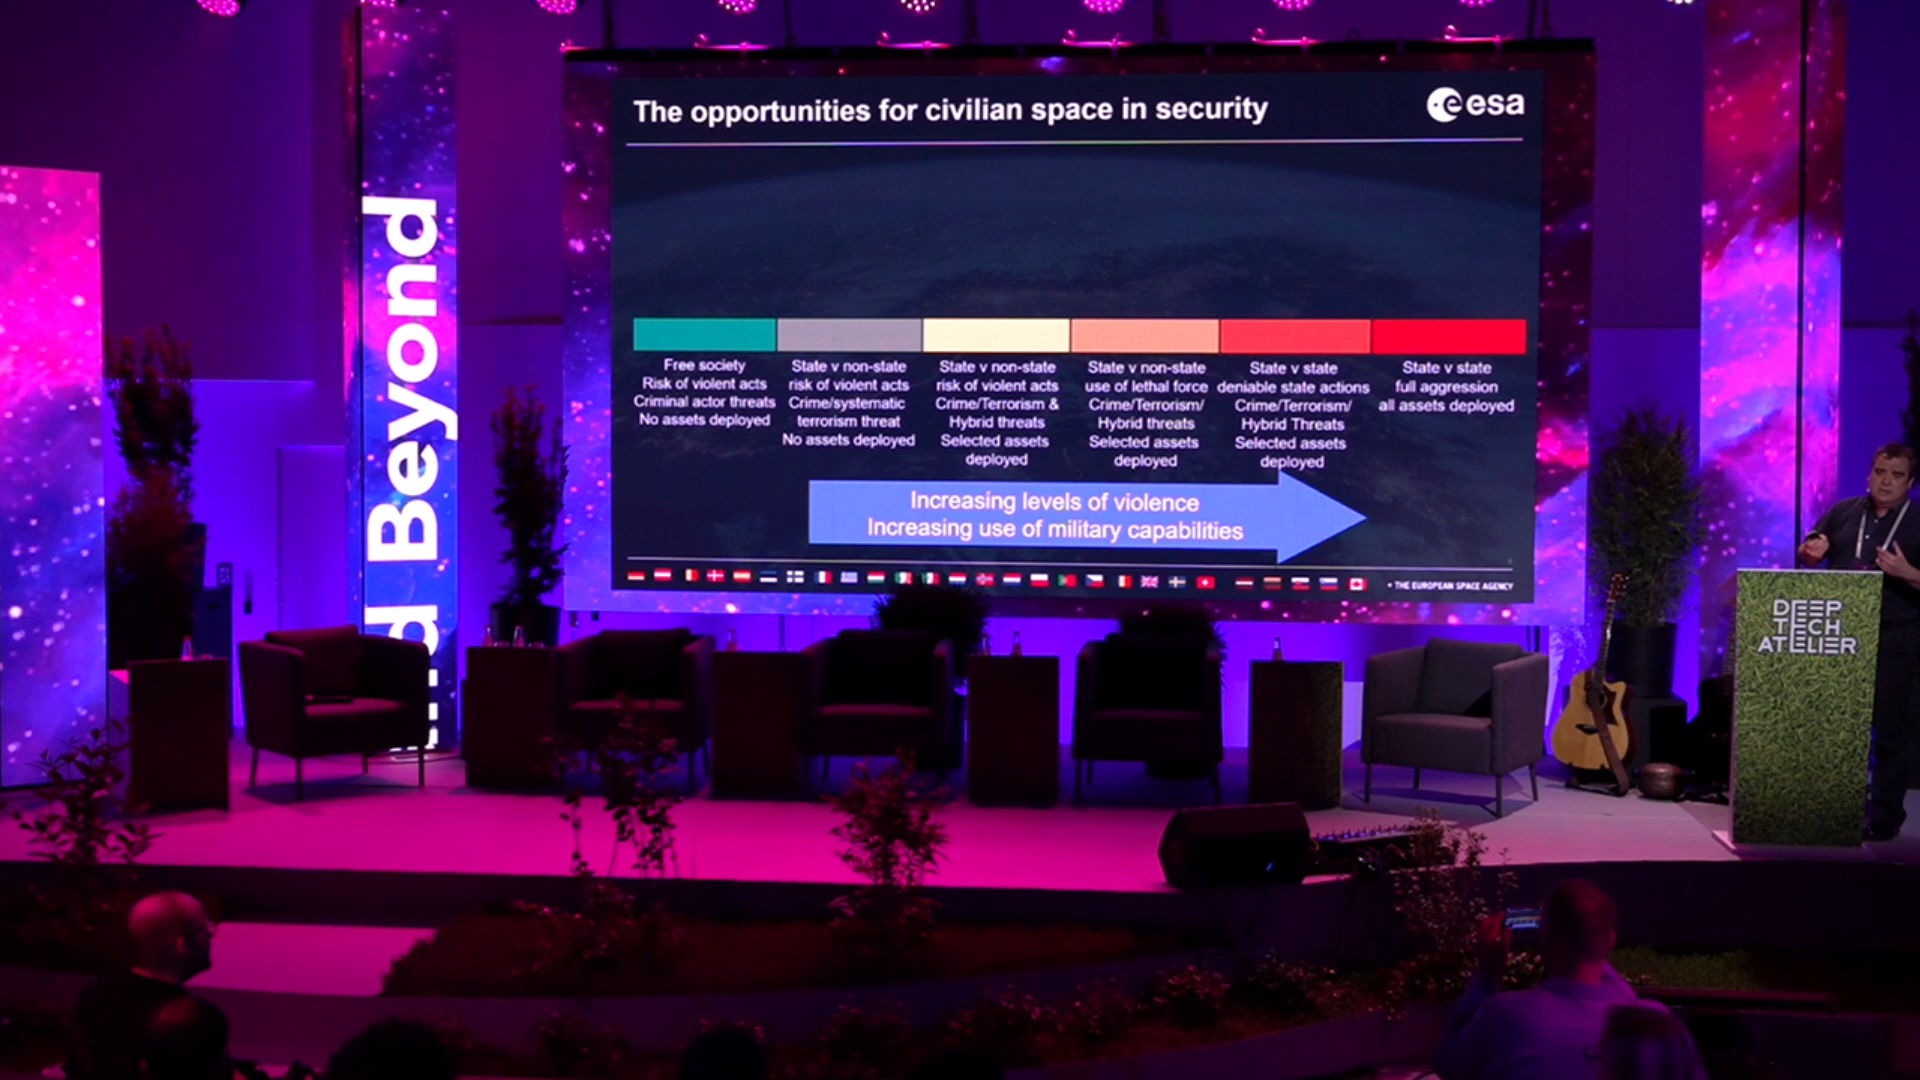 The opportunities for civilian space in security
esa
Free society
Risk of violent acts
Criminal actor threats
No assets deployed
State v non-state
risk of violent acts
Crime/systematic
terrorism threat
No assets deployed
State v non-state
risk of violent acts
Crime/Terrorism &
Hybrid threats
Selected assets
deployed
State v non-state
use of lethal force
Crime/Terrorism/
Hybrid threats
Selected assets
deployed
State v state
deniable state actions
Crime/Terrorism/
Hybrid Threats
Selected assets
deployed
State v state
full aggression
all assets deployed
Increasing levels of violence
Increasing use of military capabilities
THE EUROPEAN SPACE AGENCY
Beyond
DEEP
TECH
ATELIER